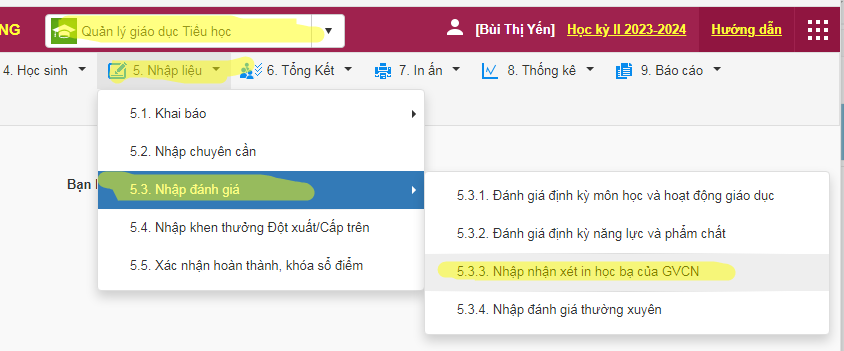 NG Quản lý giáo dục Tiểu học [Bùi Thị Yến] Học kỳ II 2023-2024 Hướng dẫn
4. Học sinh 5. Nhập liệu 6. Tổng Kết 7. In ấn 8. Thống kê 9. Báo cáo
5.1. Khai báo
5.2. Nhập chuyên cần
Bạn
5.3. Nhập đánh giá
5.4. Nhập khen thưởng Đột xuất/Cấp trên
5.5. Xác nhận hoàn thành, khóa sổ điểm
5.3.1. Đánh giá định kỳ môn học và hoạt động giáo dục
5.3.2. Đánh giá định kỳ năng lực và phẩm chất
5.3.3. Nhập nhận xét in học bạ của GVCN
5.3.4. Nhập đánh giá thường xuyên